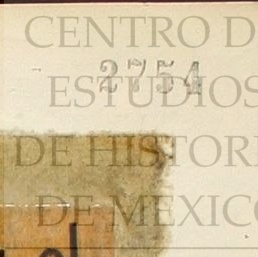 CENTRO D
2754
ESTUDIOS
DE HISTORI
DE MEXICO